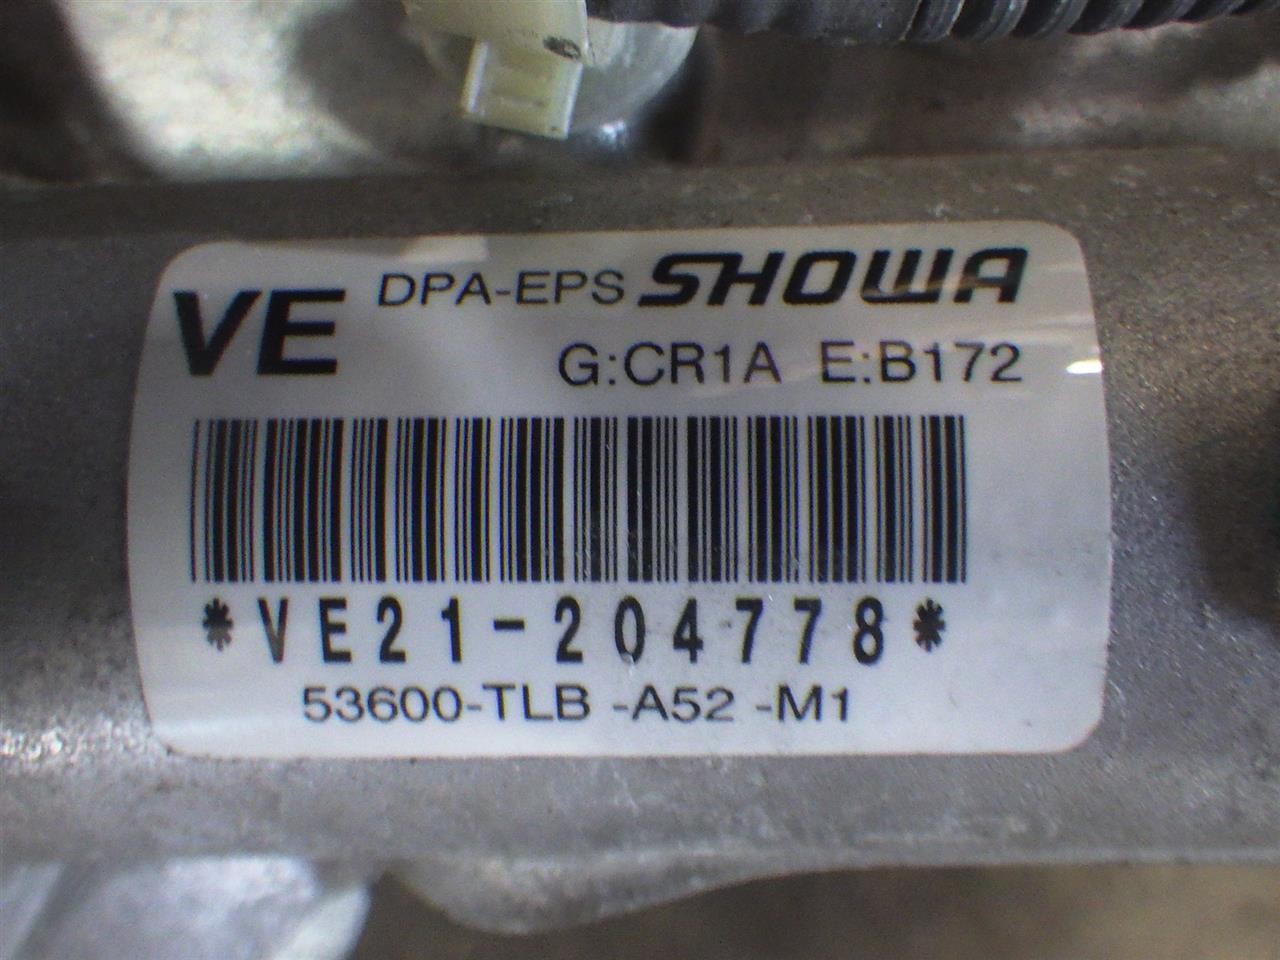 VE DPA-EPS SHOWA
G:CR1A E:B172
*VE21-204778*
53600-TLB -A52 -M1